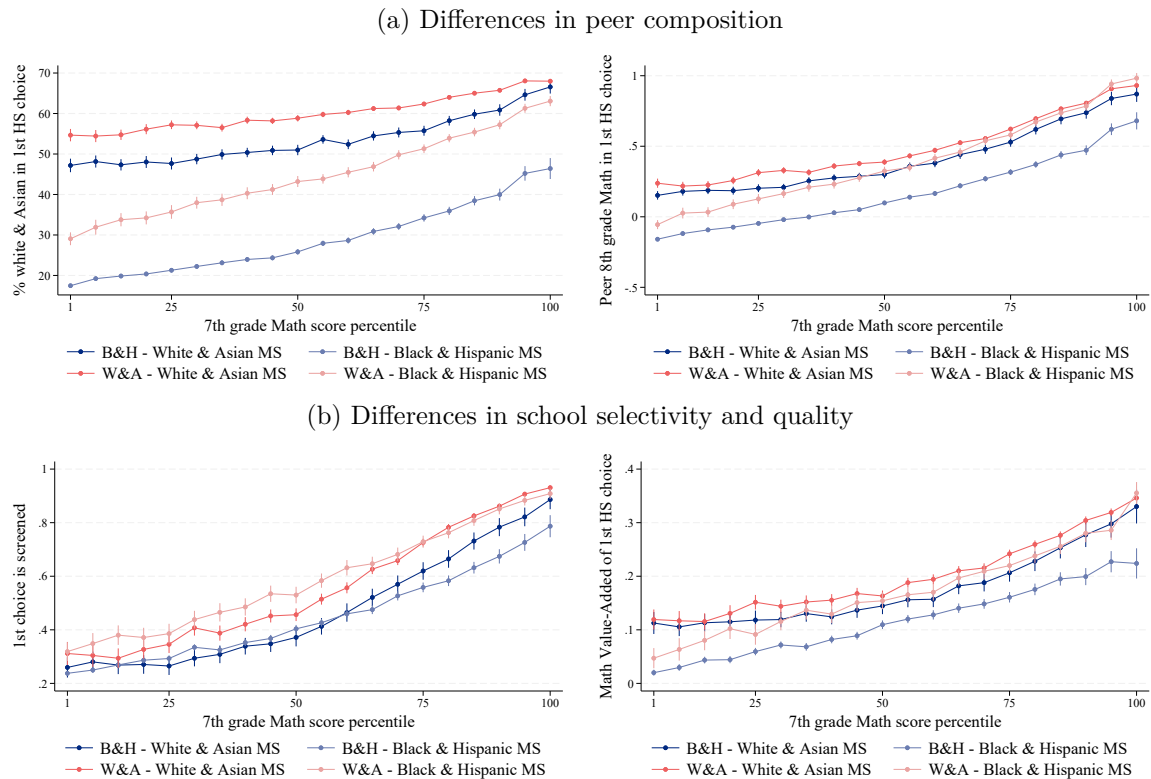 (a) Differences in peer composition
% white & Asian in 1st HS choice
70
60
50
40
30
20
1 25 50 75 100
7th grade Math score percentile
B&H - White & Asian MS B&H - Black & Hispanic MS
W&A - White & Asian MS W&A - Black & Hispanic MS
Peer 8th grade Math in 1st HS choice
1
.5
0
-.5
1 25 50 75 100
7th grade Math score percentile
B&H - White & Asian MS B&H - Black & Hispanic MS
W&A - White & Asian MS W&A - Black & Hispanic MS
(b) Differences in school selectivity and quality
1st choice is screened
1
.8
.6
.4
.2
1 25 50 75 100
7th grade Math score percentile
B&H - White & Asian MS B&H - Black & Hispanic MS
W&A - White & Asian MS W&A - Black & Hispanic MS
Math Value-Added of 1st HS choice
.4
.3
.2
.1
0
1 25 50 75 100
7th grade Math score percentile
B&H - White & Asian MS B&H - Black & Hispanic MS
W&A - White & Asian MS W&A - Black & Hispanic MS